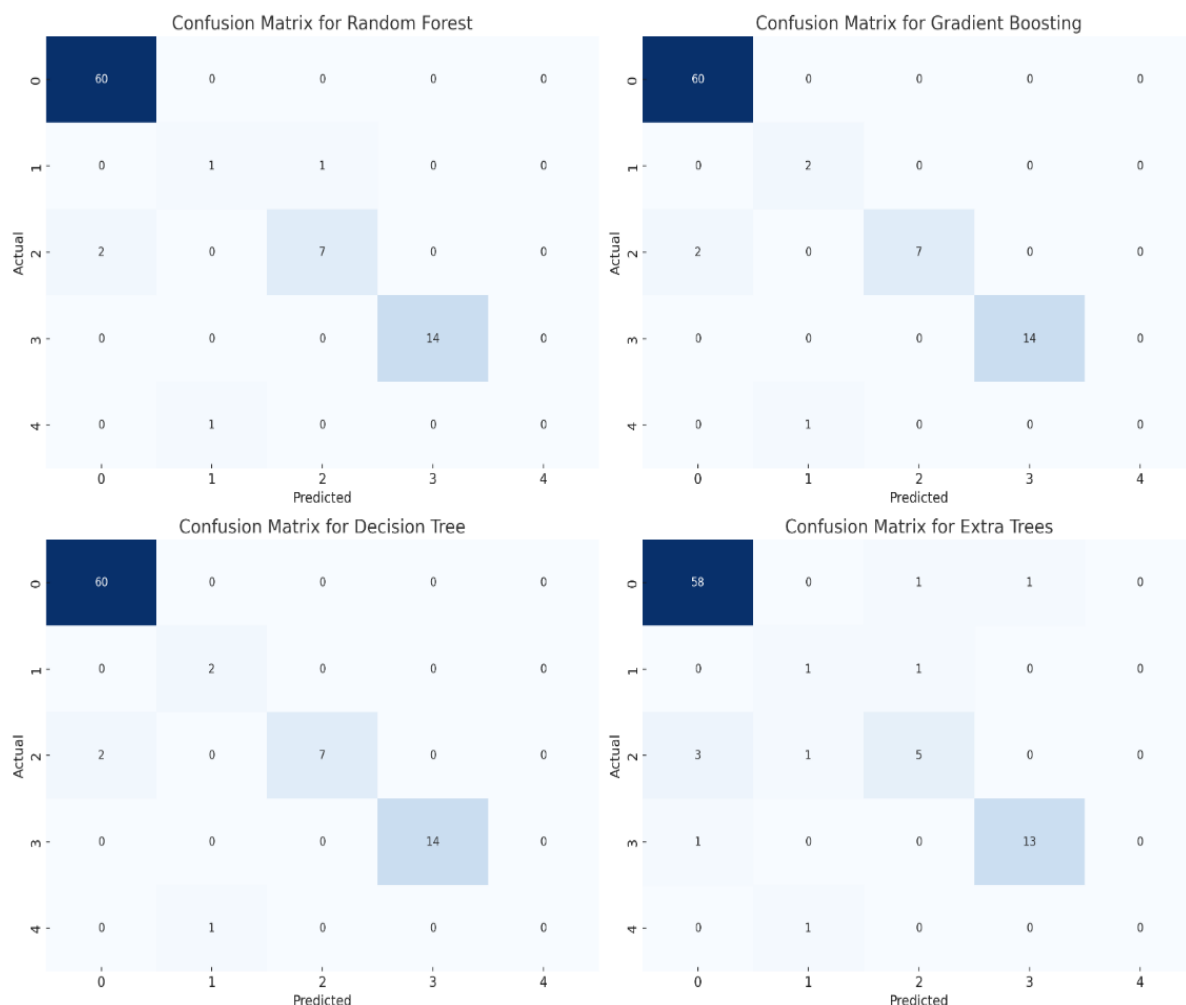 Confusion Matrix for Random Forest
0 60 0 0 0 0
1 0 1 1 0 0
2 2 0 7 0 0
3 0 0 0 14 0
4 0 1 0 0 0
Actual
0 1 2 3 4
Predicted
Confusion Matrix for Gradient Boosting
0 60 0 0 0 0
1 0 2 0 0 0
2 2 0 7 0 0
3 0 0 0 14 0
4 0 1 0 0 0
Actual
0 1 2 3 4
Predicted
Confusion Matrix for Decision Tree
0 60 0 0 0 0
1 0 2 0 0 0
2 2 0 7 0 0
3 0 0 0 14 0
4 0 1 0 0 0
Actual
0 1 2 3 4
Predicted
Confusion Matrix for Extra Trees
0 58 0 1 1 0
1 0 1 1 0 0
2 3 1 5 0 0
3 1 0 0 13 0
4 0 1 0 0 0
Actual
0 1 2 3 4
Predicted